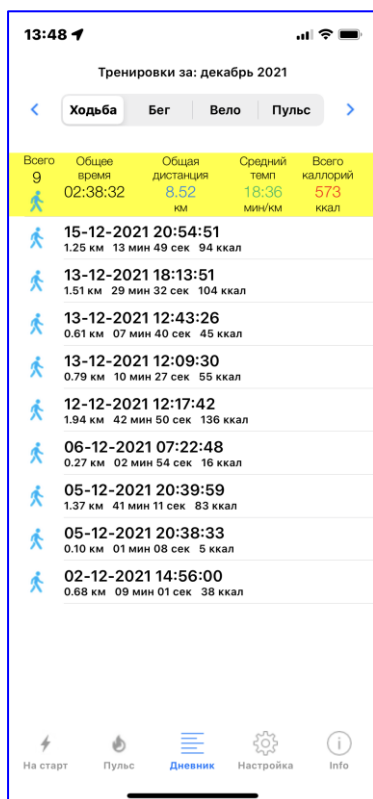 13:48
Тренировки за: декабрь 2021
Ходьба Бег Вело Пульс
Всего Общее Общая Средний Всего
9 время дистанция темп каллорий
02:38:32 8.52 18:36 573
км мин/км ккал
15-12-2021 20:54:51
1.25 км 13 мин 49 сек 94 ккал
13-12-2021 18:13:51
1.51 км 29 мин 32 сек 104 ккал
13-12-2021 12:43:26
0.61 км 07 мин 40 сек 45 ккал
13-12-2021 12:09:30
0.79 км 10 мин 27 сек 55 ккал
12-12-2021 12:17:42
1.94 км 42 мин 50 сек 136 ккал
06-12-2021 07:22:48
0.27 км 02 мин 54 сек 16 ккал
05-12-2021 20:39:59
1.37 км 41 мин 11 сек 83 ккал
05-12-2021 20:38:33
0.10 км 01 мин 08 сек 5 ккал
02-12-2021 14:56:00
0.68 км 09 мин 01 сек 38 ккал
На старт Пульс Дневник Настройка Info